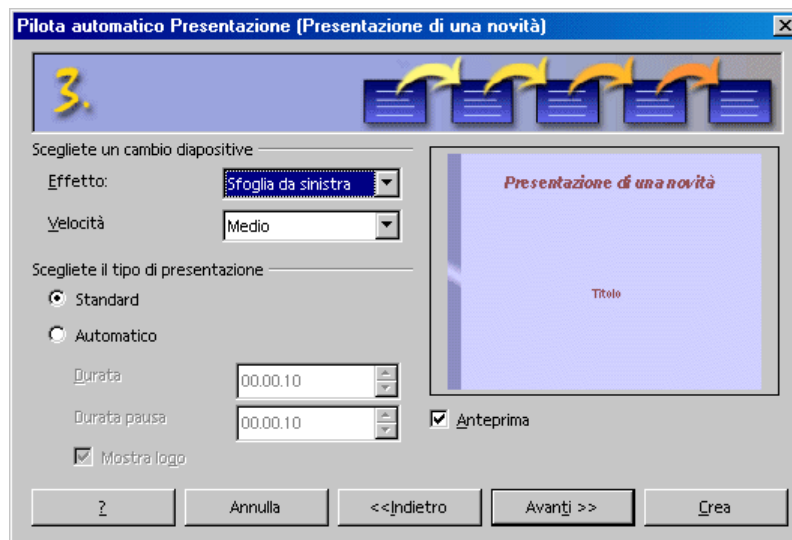 Pilota automatico Presentazione (Presentazione di una novità)
3.
Scegliete un cambio diapositive
Effetto: Sfoglia da sinistra
Velocità Medio
Scegliete il tipo di presentazione
Standard
Automatico
Durata 00.00.10
Durata pausa 00.00.10
Mostra logo
Presentazione di una novità
Titolo
Anteprima
? Annulla <<Indietro Avanti >> Crea